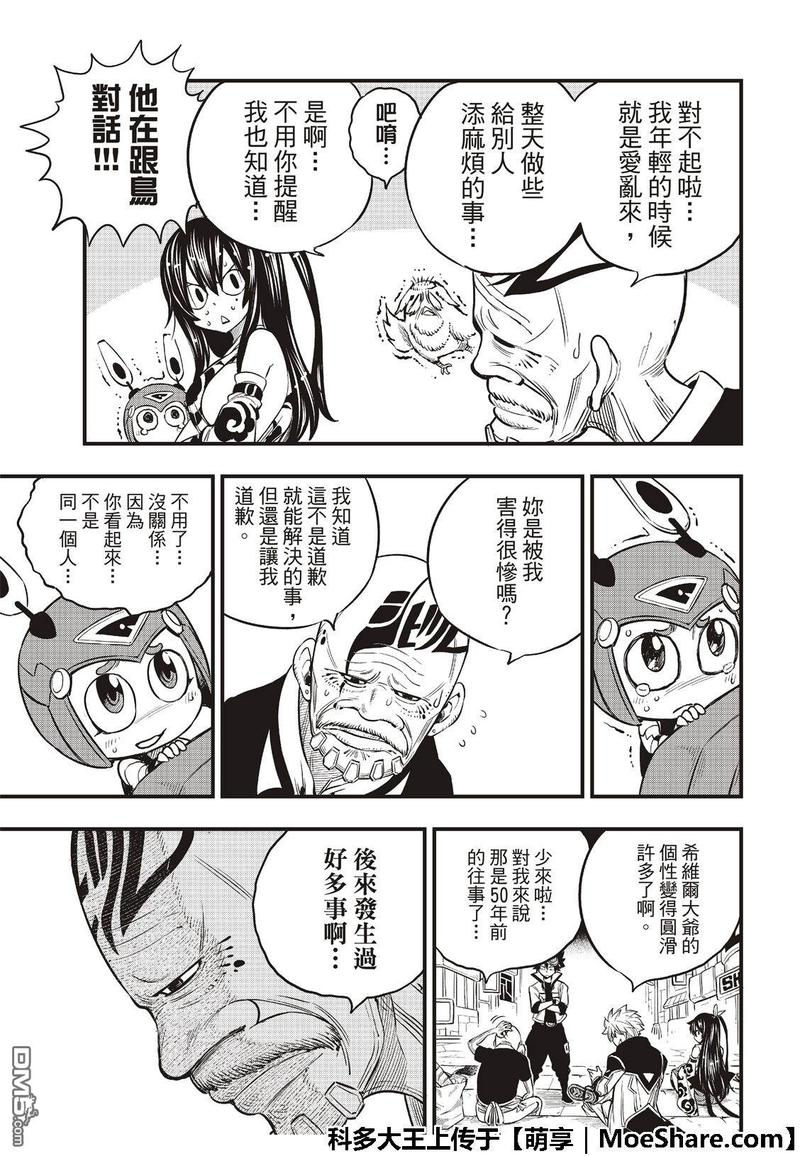 對不起啦…
我年輕的時候
就是愛亂來，
整天做些
給別人
添麻煩的事…
吧唷…
是啊…
不用你提醒
我也知道…
他在跟鳥
對話!!!
妳是被我
害得很慘嗎？
我知道
這不是道歉
就能解決的事，
但還是讓我
道歉。
不用了…
沒關係…
因為
你看起來…
不是
同一個人…
希維爾大爺的
個性變得圓滑
許多了啊。
少來啦…
對我來說
那是50年前
的往事了…
SH
後來發生過
好多事啊…
DM5.COM
科多大王上传于【萌享】MoeShare.com